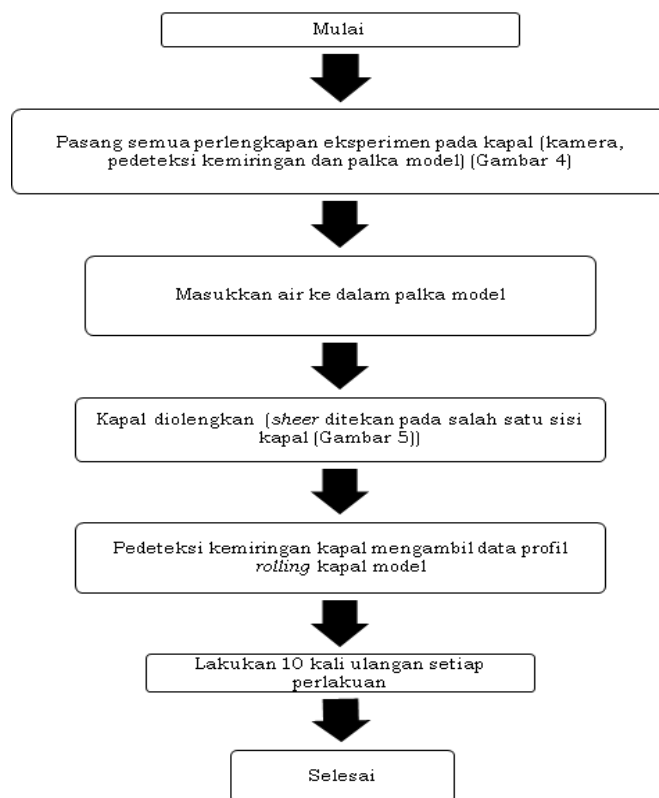 Mulai
Pasang semua perlengkapan eksperimen pada kapal (kamera,
pedeteksi kemiringan dan palka model) (Gambar 4)
Masukkan air ke dalam palka model
Kapal diolengkan (sheer ditekan pada salah satu sisi
kapal (Gambar 5))
Pedeteksi kemiringan kapal mengambil data profil
rolling kapal model
Lakukan 10 kali ulangan setiap
perlakuan
Selesai